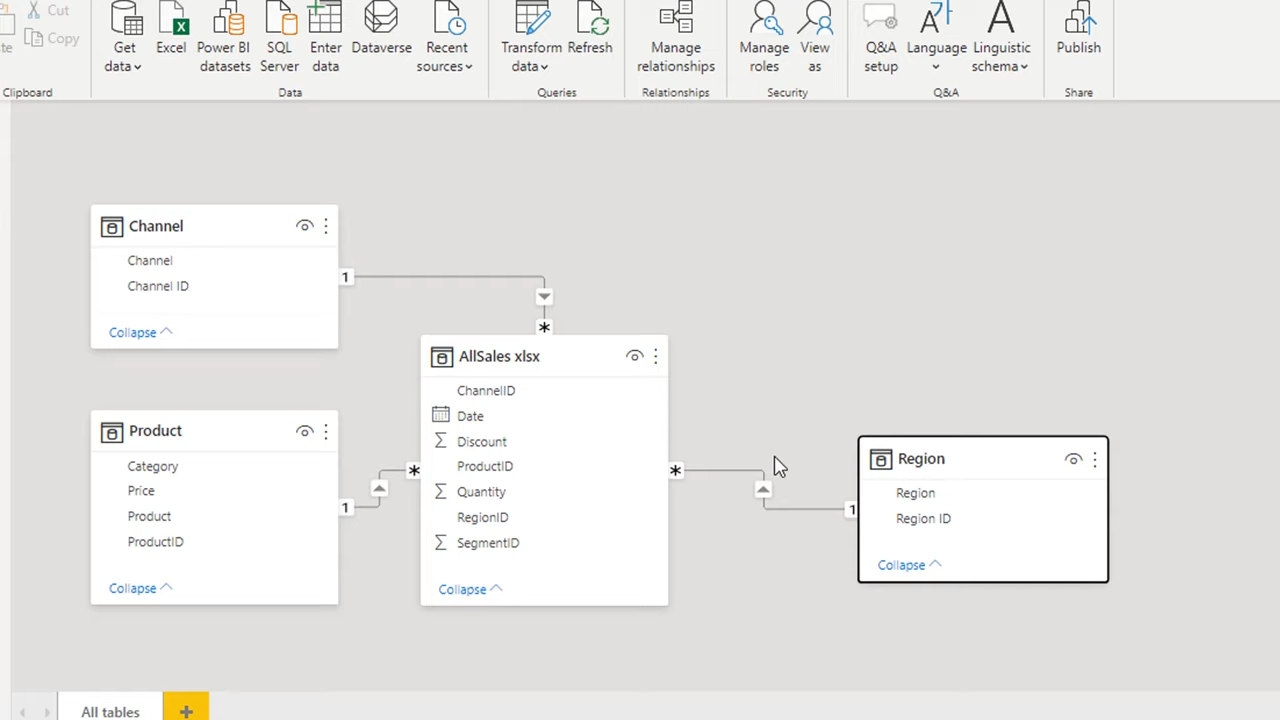 Cut
te
Copy
Clipboard
Get data
Excel
Power BI datasets
SQL Server
Enter data
Dataverse
Recent sources
Data
Transform data
Refresh
Queries
Manage relationships
Relationships
Manage roles
View as
Security
Q&A setup
Language
Linguistic schema
Q&A
Publish
Share
Channel
Channel
Channel ID
Collapse
1
*
AllSales xlsx
ChannelID
Date
Σ Discount
ProductID
Σ Quantity
RegionID
Σ SegmentID
Collapse
Product
Category
Price
Product
ProductID
Collapse
1
*
*
1
Region
Region
Region ID
Collapse
All tables
+